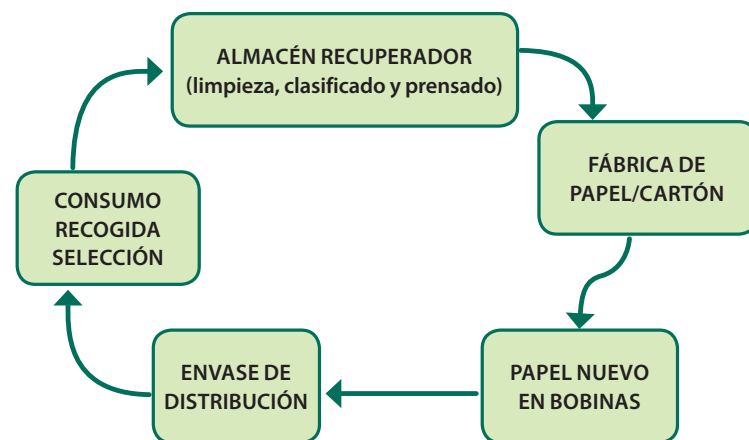 ALMACÉN RECUPERADOR
(limpieza, clasificado y prensado)
FÁBRICA DE
PAPEL/CARTÓN
PAPEL NUEVO
EN BOBINAS
ENVASE DE
DISTRIBUCIÓN
CONSUMO
RECOGIDA
SELECCIÓN